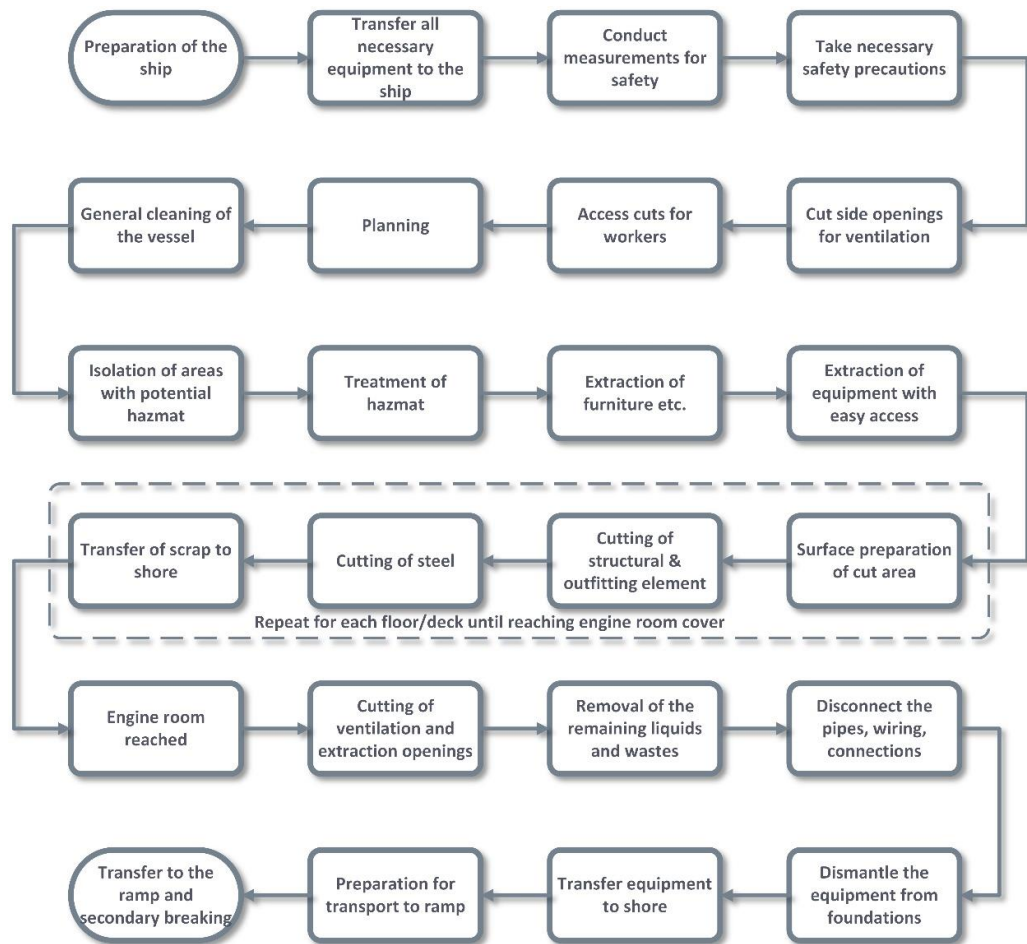 Preparation of the
ship
Transfer all
necessary
equipment to the
ship
Conduct
measurements for
safety
Take necessary
safety precautions
Cut side openings
for ventilation
Access cuts for
workers
Planning
General cleaning of
the vessel
Isolation of areas
with potential
hazmat
Treatment of
hazmat
Extraction of
furniture etc.
Extraction of
equipment with
easy access
Surface preparation
of cut area
Cutting of
structural &
outfitting element
Cutting of steel
Transfer of scrap to
shore
Repeat for each floor/deck until reaching engine room cover
Engine room
reached
Cutting of
ventilation and
extraction openings
Removal of the
remaining liquids
and wastes
Disconnect the
pipes, wiring,
connections
Dismantle the
equipment from
foundations
Transfer equipment
to shore
Preparation for
transport to ramp
Transfer to the
ramp and
secondary breaking